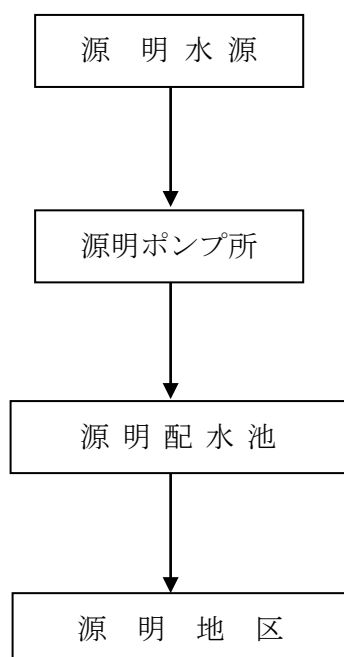 源 明 水 源
源明ポンプ所
源 明 配 水 池
源 明 地 区